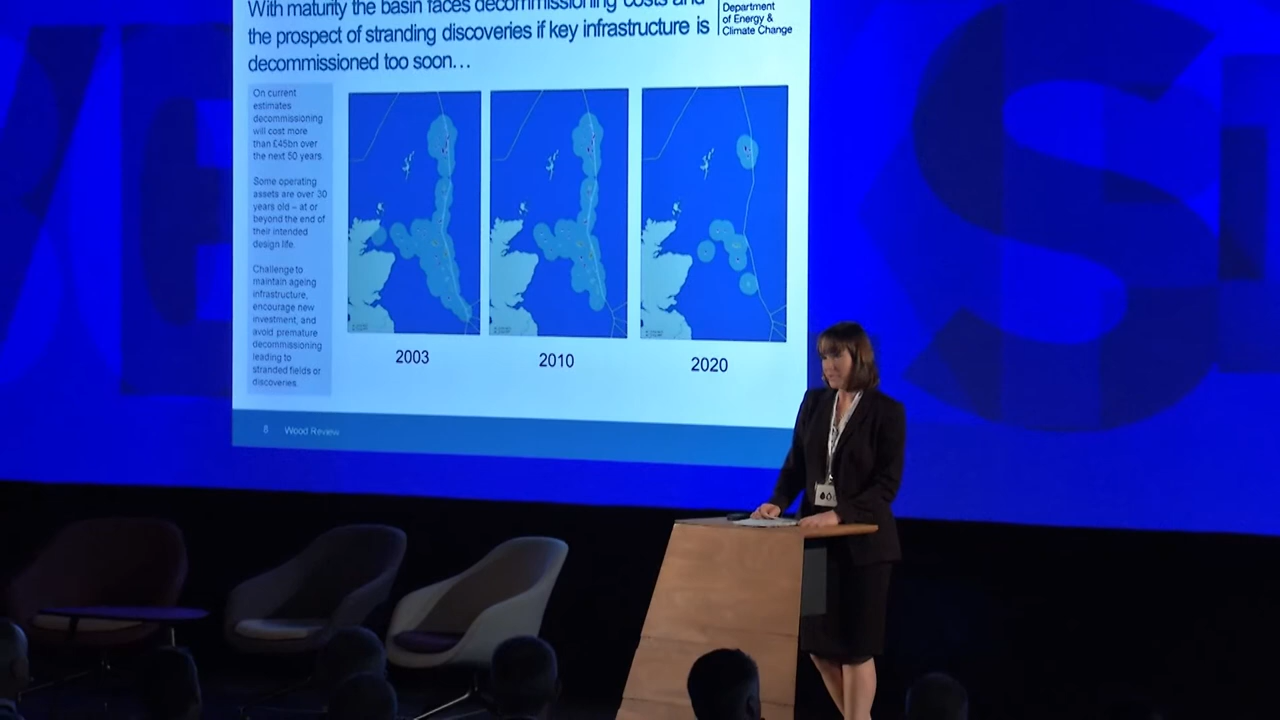 With maturity the basin faces decommissioning costs and
the prospect of stranding discoveries if key infrastructure is
decommissioned too soon…
Department
of Energy &
Climate Change
On current
estimates
decommissioning
will cost more
than £45bn over
the next 50 years.
Some operating
assets are over 30
years old – at or
beyond the end of
their intended
design life.
Challenge to
maintain ageing
infrastructure,
encourage new
investment, and
avoid premature
decommissioning
leading to
stranded fields or
discoveries.
2003
2010
2020
8 Wood Review